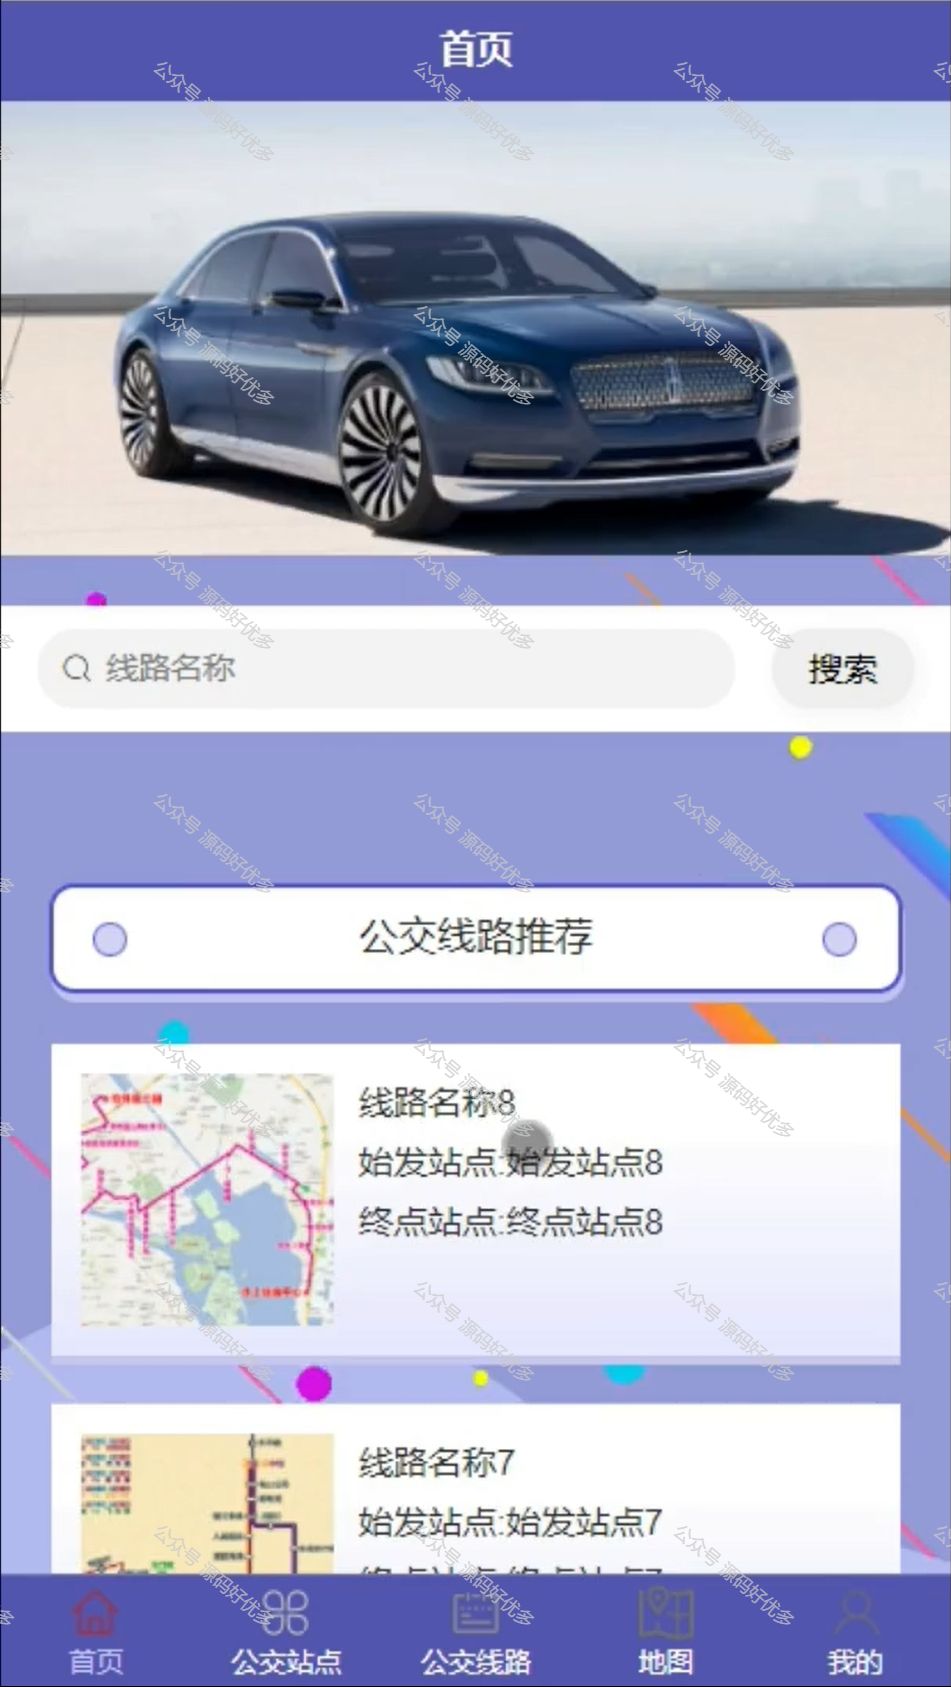 首页
线路名称
搜索
公交线路推荐
线路名称8
始发站点:始发站点8
终点站点:终点站点8
线路名称7
始发站点:始发站点7
首页
公交站点
公交线路
地图
我的
公众号 源码好优多